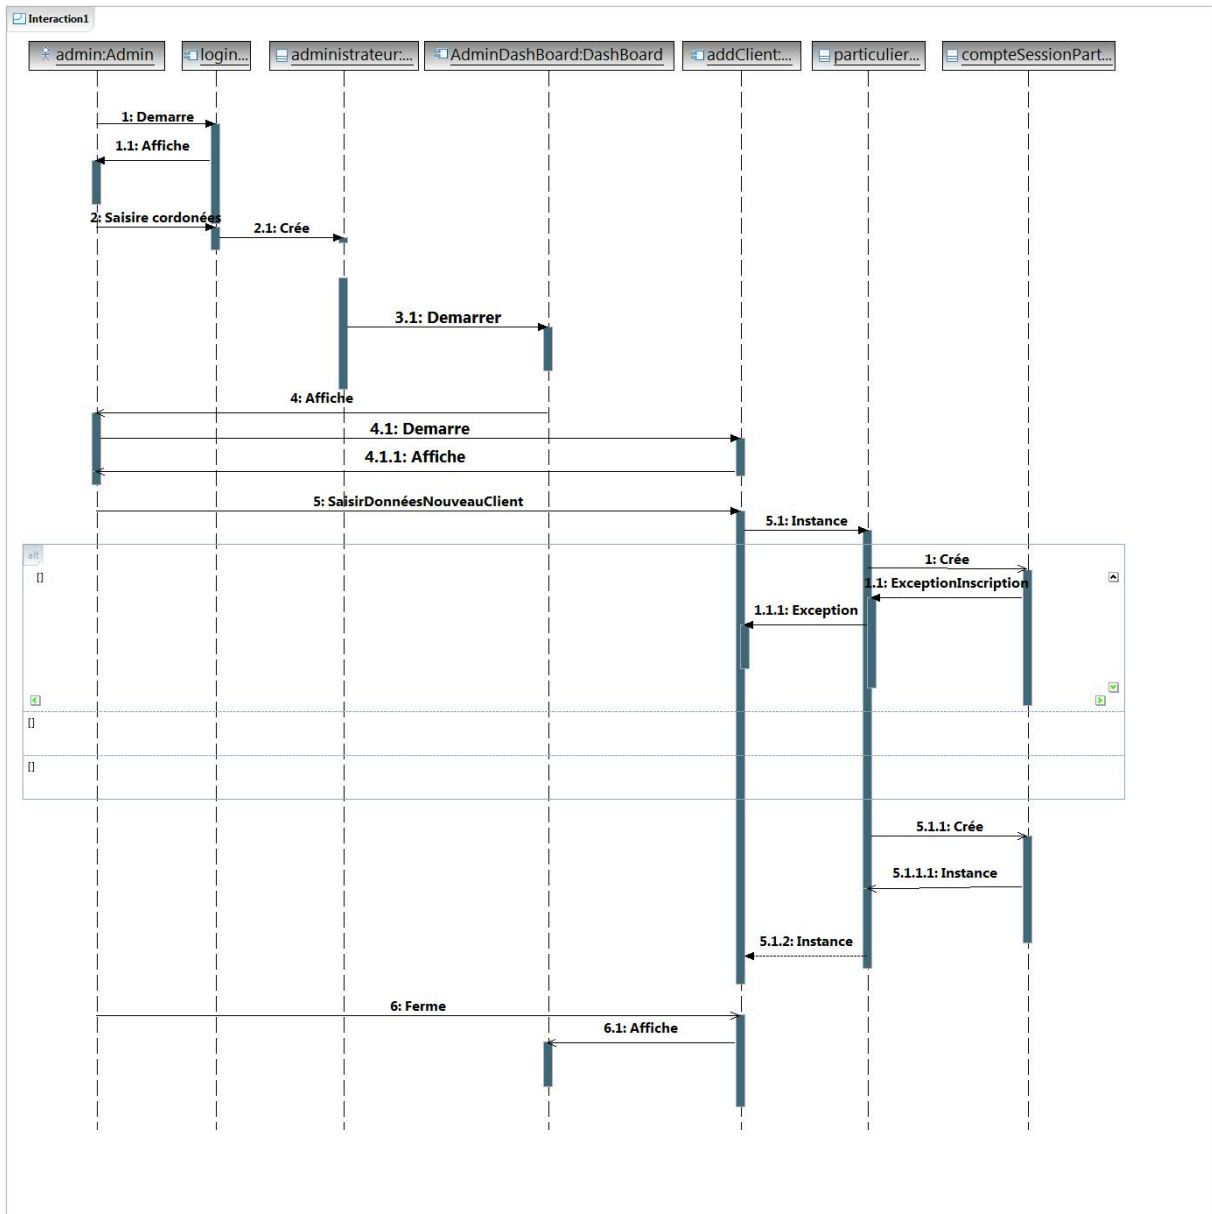 Interaction1
admin:Admin
login...
administrateur:...
AdminDashBoard:DashBoard
addClient:...
particulier...
compteSessionPart...
1: Demarre
1.1: Affiche
2: Saisire cordonées
2.1: Crée
3.1: Demarrer
4: Affiche
4.1: Demarre
4.1.1: Affiche
5: SaisirDonnéesNouveauClient
5.1: Instance
alt
[]
1: Crée
1.1: ExceptionInscription
1.1.1: Exception
[]
[]
5.1.1: Crée
5.1.1.1: Instance
5.1.2: Instance
6: Ferme
6.1: Affiche